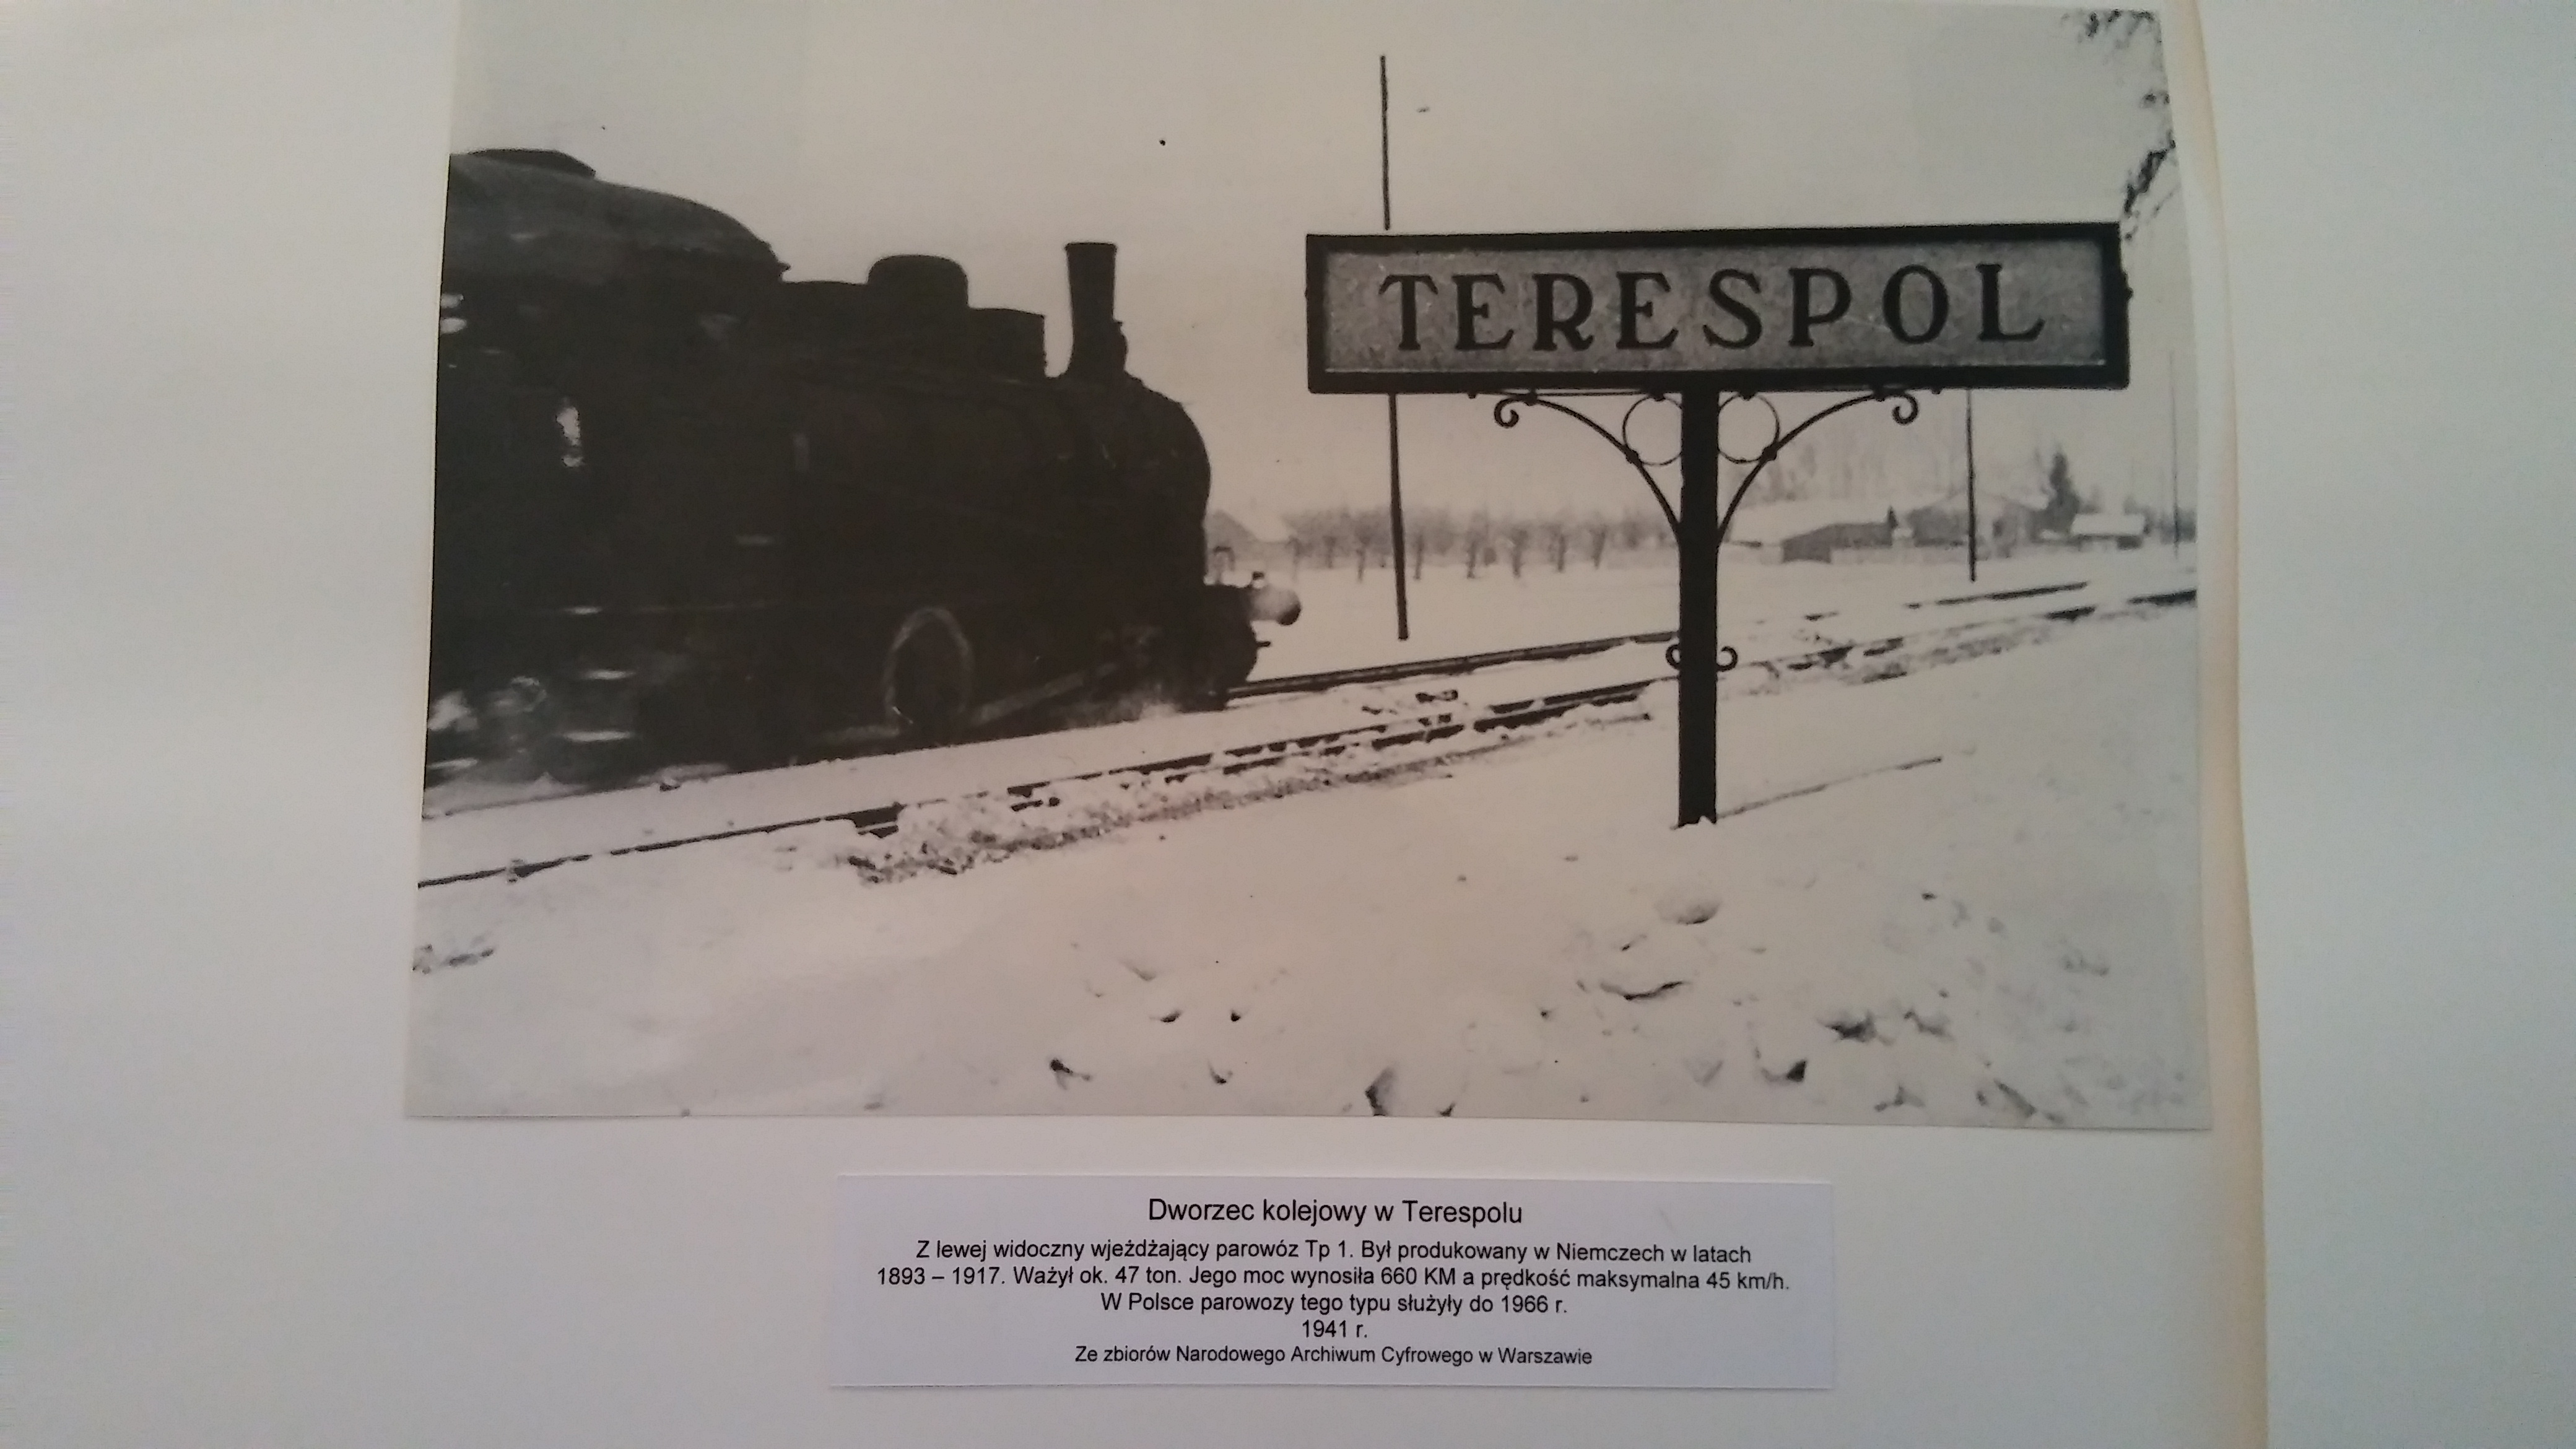 TERESPOL
Dworzec kolejowy w Terespolu
Z lewej widoczny wjeżdżający parowóz Tp 1. Był produkowany w Niemczech w latach
1893 – 1917. Ważył ok. 47 ton. Jego moc wynosiła 660 KM a prędkość maksymalna 45 km/h.
W Polsce parowozy tego typu służyły do 1966 r.
1941 r.
Ze zbiorów Narodowego Archiwum Cyfrowego w Warszawie